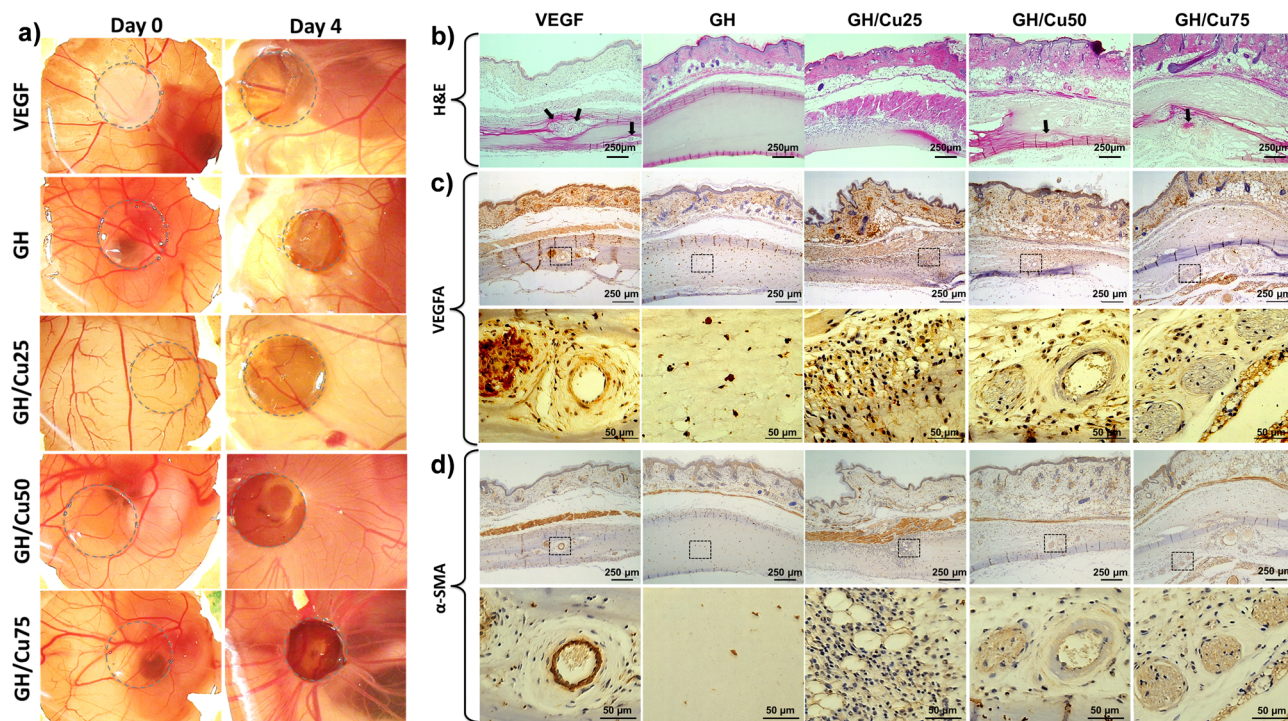 a)
Day 0
Day 4
VEGF
GH
GH/Cu25
GH/Cu50
GH/Cu75
VEGF
GH
GH/Cu25
GH/Cu50
GH/Cu75
b)
H&E
250µm
250µm
250µm
250µm
250µm
c)
VEGFA
250 µm
250 µm
250 µm
250 µm
250 µm
50 µm
50 µm
50 µm
50 µm
50 µm
d)
α-SMA
250 µm
250 µm
250 µm
250 µm
250 µm
50 µm
50 µm
50 µm
50 µm
50 µm